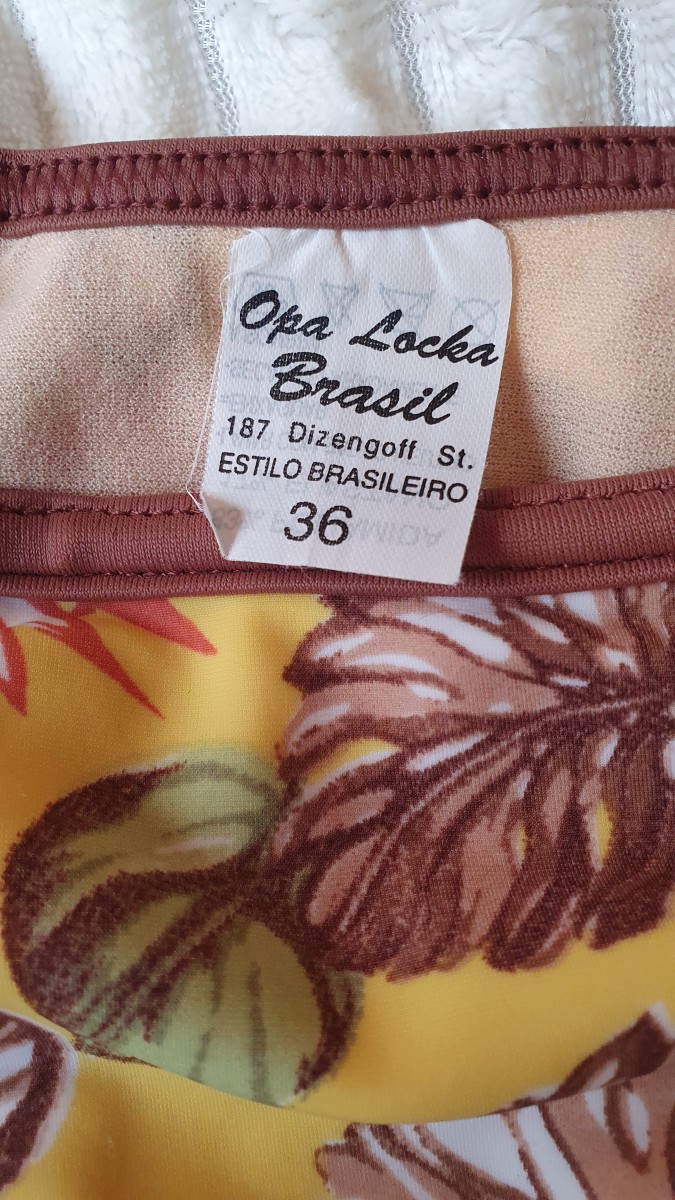 Opa Locka
Brasil
187 Dizengoff St.
ESTILO BRASILEIRO
36